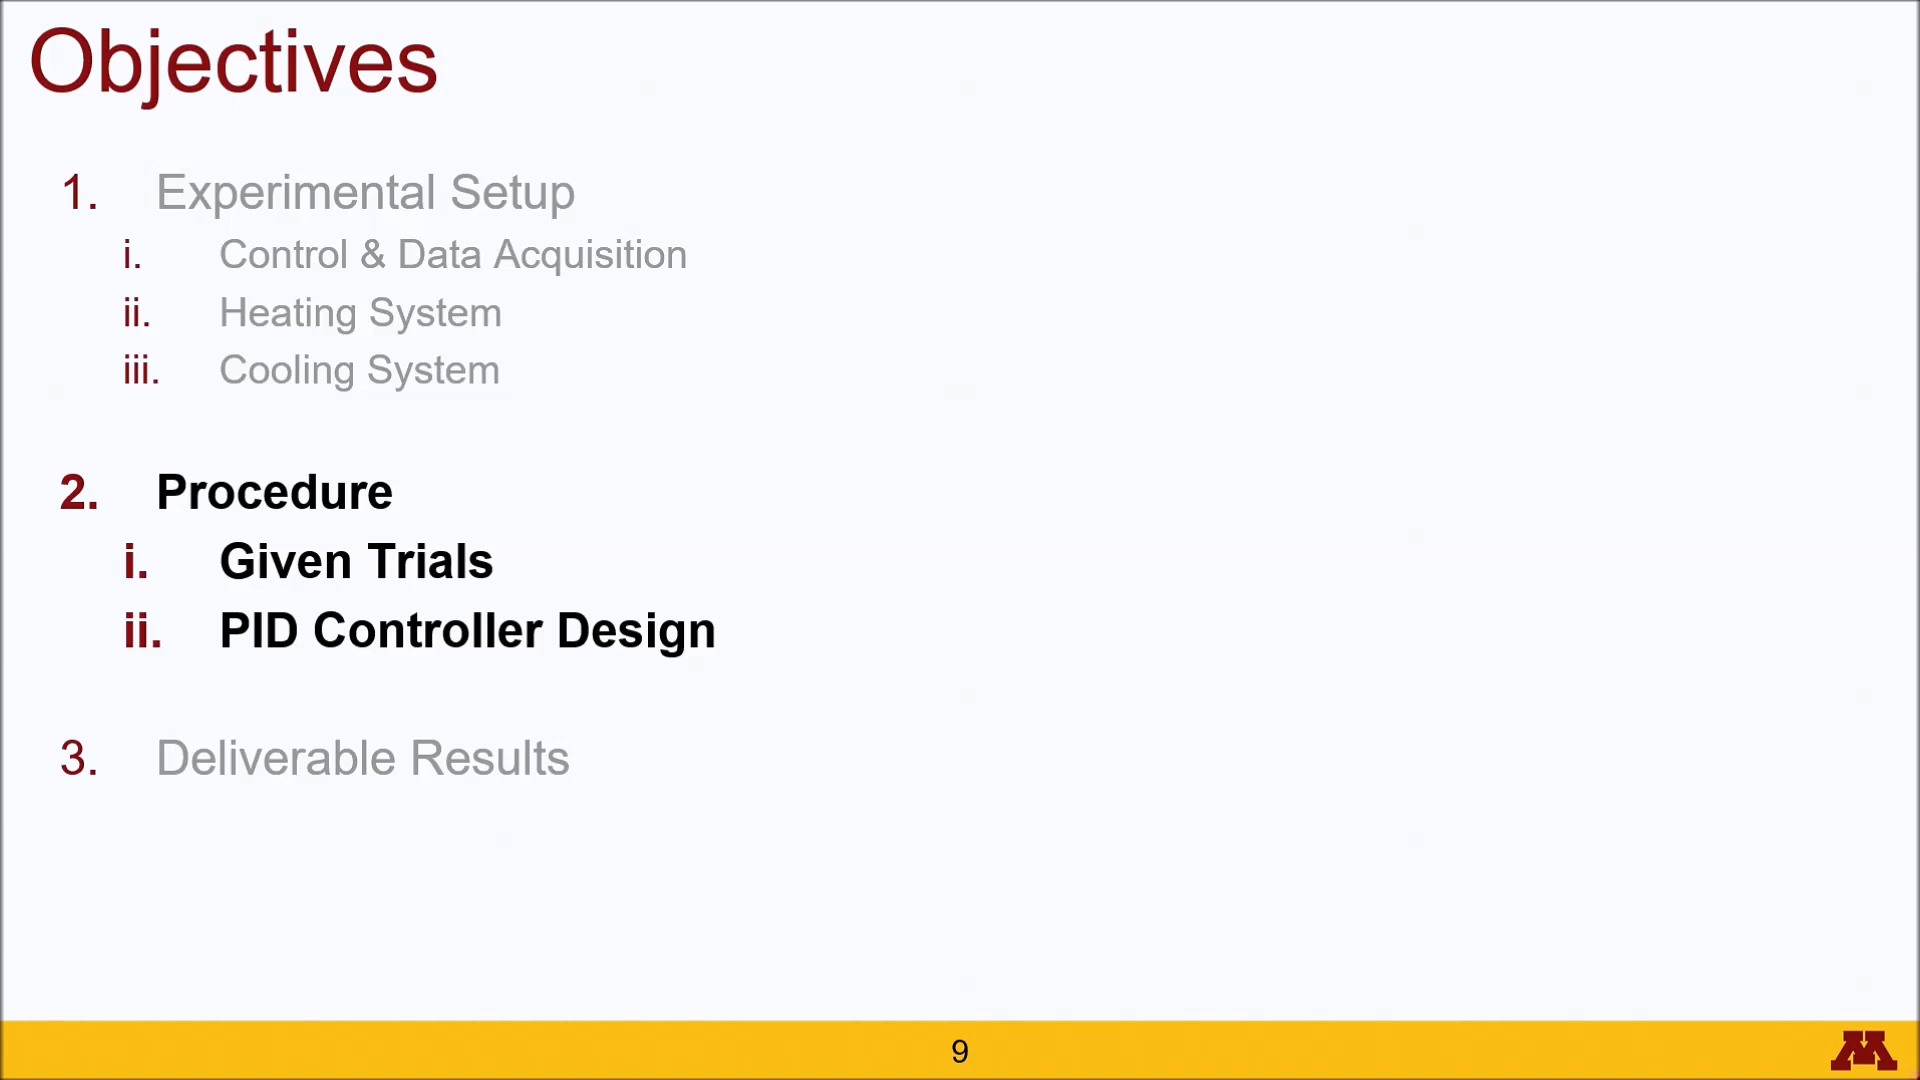 Objectives
1. Experimental Setup
i. Control & Data Acquisition
ii. Heating System
iii. Cooling System
2. Procedure
i. Given Trials
ii. PID Controller Design
3. Deliverable Results
9
M